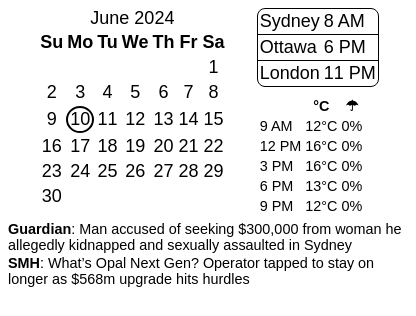 June 2024
Su Mo Tu We Th Fr Sa
1
2 3 4 5 6 7 8
9 10 11 12 13 14 15
16 17 18 19 20 21 22
23 24 25 26 27 28 29
30
Sydney 8 AM
Ottawa 6 PM
London 11 PM
°C ☂
9 AM 12°C 0%
12 PM 16°C 0%
3 PM 16°C 0%
6 PM 13°C 0%
9 PM 12°C 0%
Guardian: Man accused of seeking $300,000 from woman he
allegedly kidnapped and sexually assaulted in Sydney
SMH: What’s Opal Next Gen? Operator tapped to stay on
longer as $568m upgrade hits hurdles